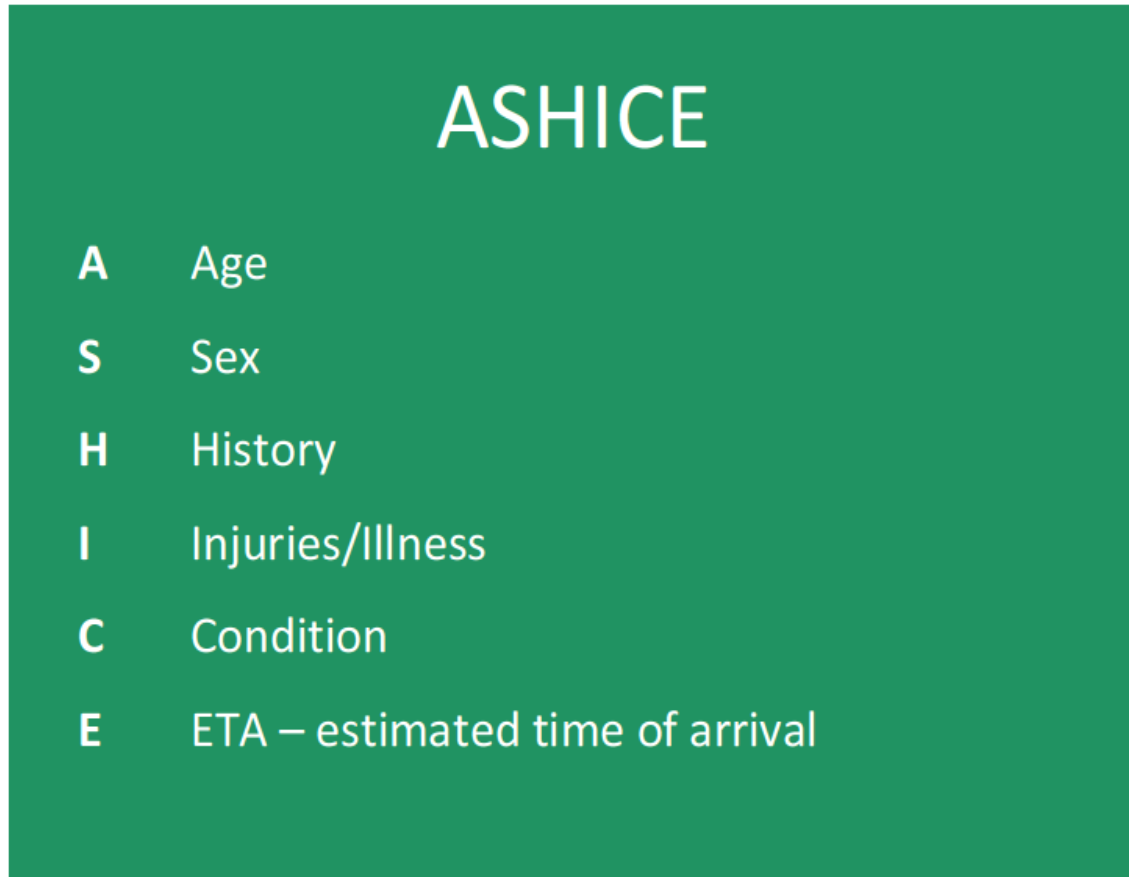 ASHICE
A Age
S Sex
H History
I Injuries/Illness
C Condition
E ETA – estimated time of arrival